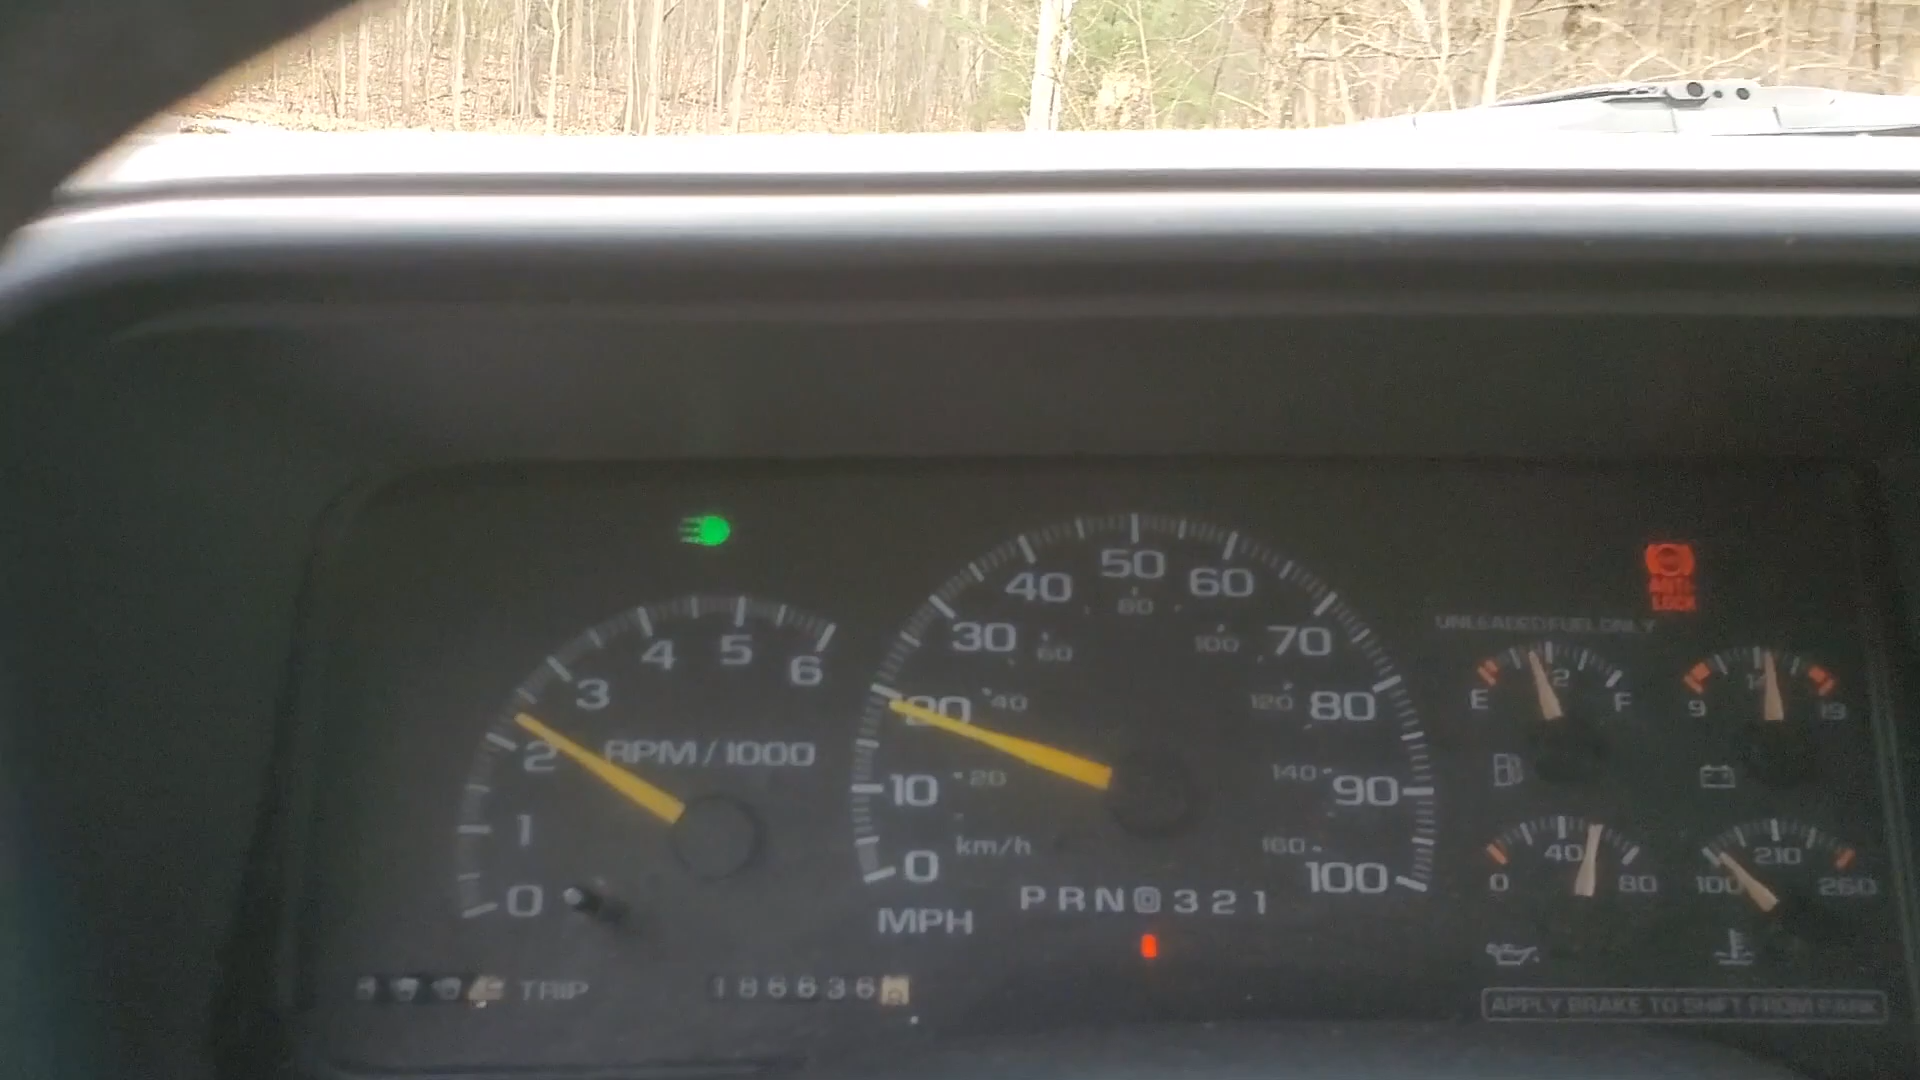 40 50 60
30 70
20 80
10 90
0 100
60 80 100
40 120
20 140
km/h 160
MPH
P R N D 3 2 1
3 4 5 6
2 RPM/1000
1
0
TRIP
186636
ANTI-
LOCK
UNLEADED FUEL ONLY
E F
9 19
0 40 80
100 210 260
APPLY BRAKE TO SHIFT FROM PARK